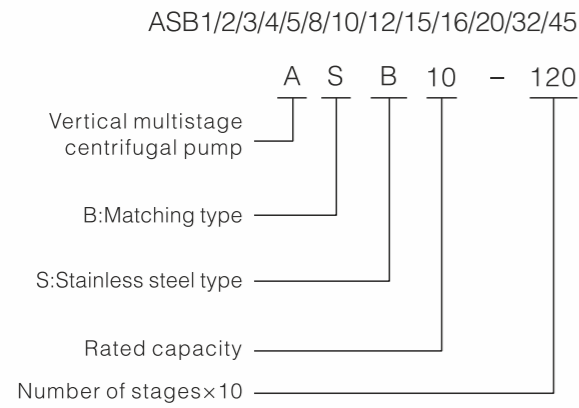 ASB1/2/3/4/5/8/10/12/15/16/20/32/45
A S B 10 – 120
Vertical multistage
centrifugal pump
B:Matching type
S:Stainless steel type
Rated capacity
Number of stages×10